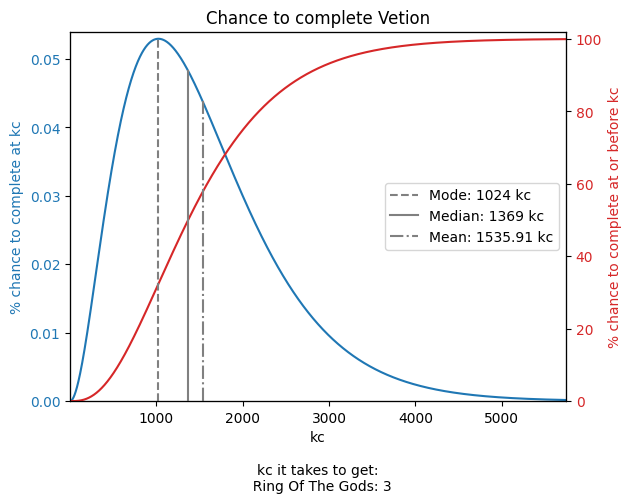 Chance to complete Vetion
% chance to complete at kc
0.05
0.04
0.03
0.02
0.01
0.00
100
80
60
40
20
0
% chance to complete at or before kc
Mode: 1024 kc
Median: 1369 kc
Mean: 1535.91 kc
1000
2000
3000
4000
5000
kc
kc it takes to get:
Ring Of The Gods: 3